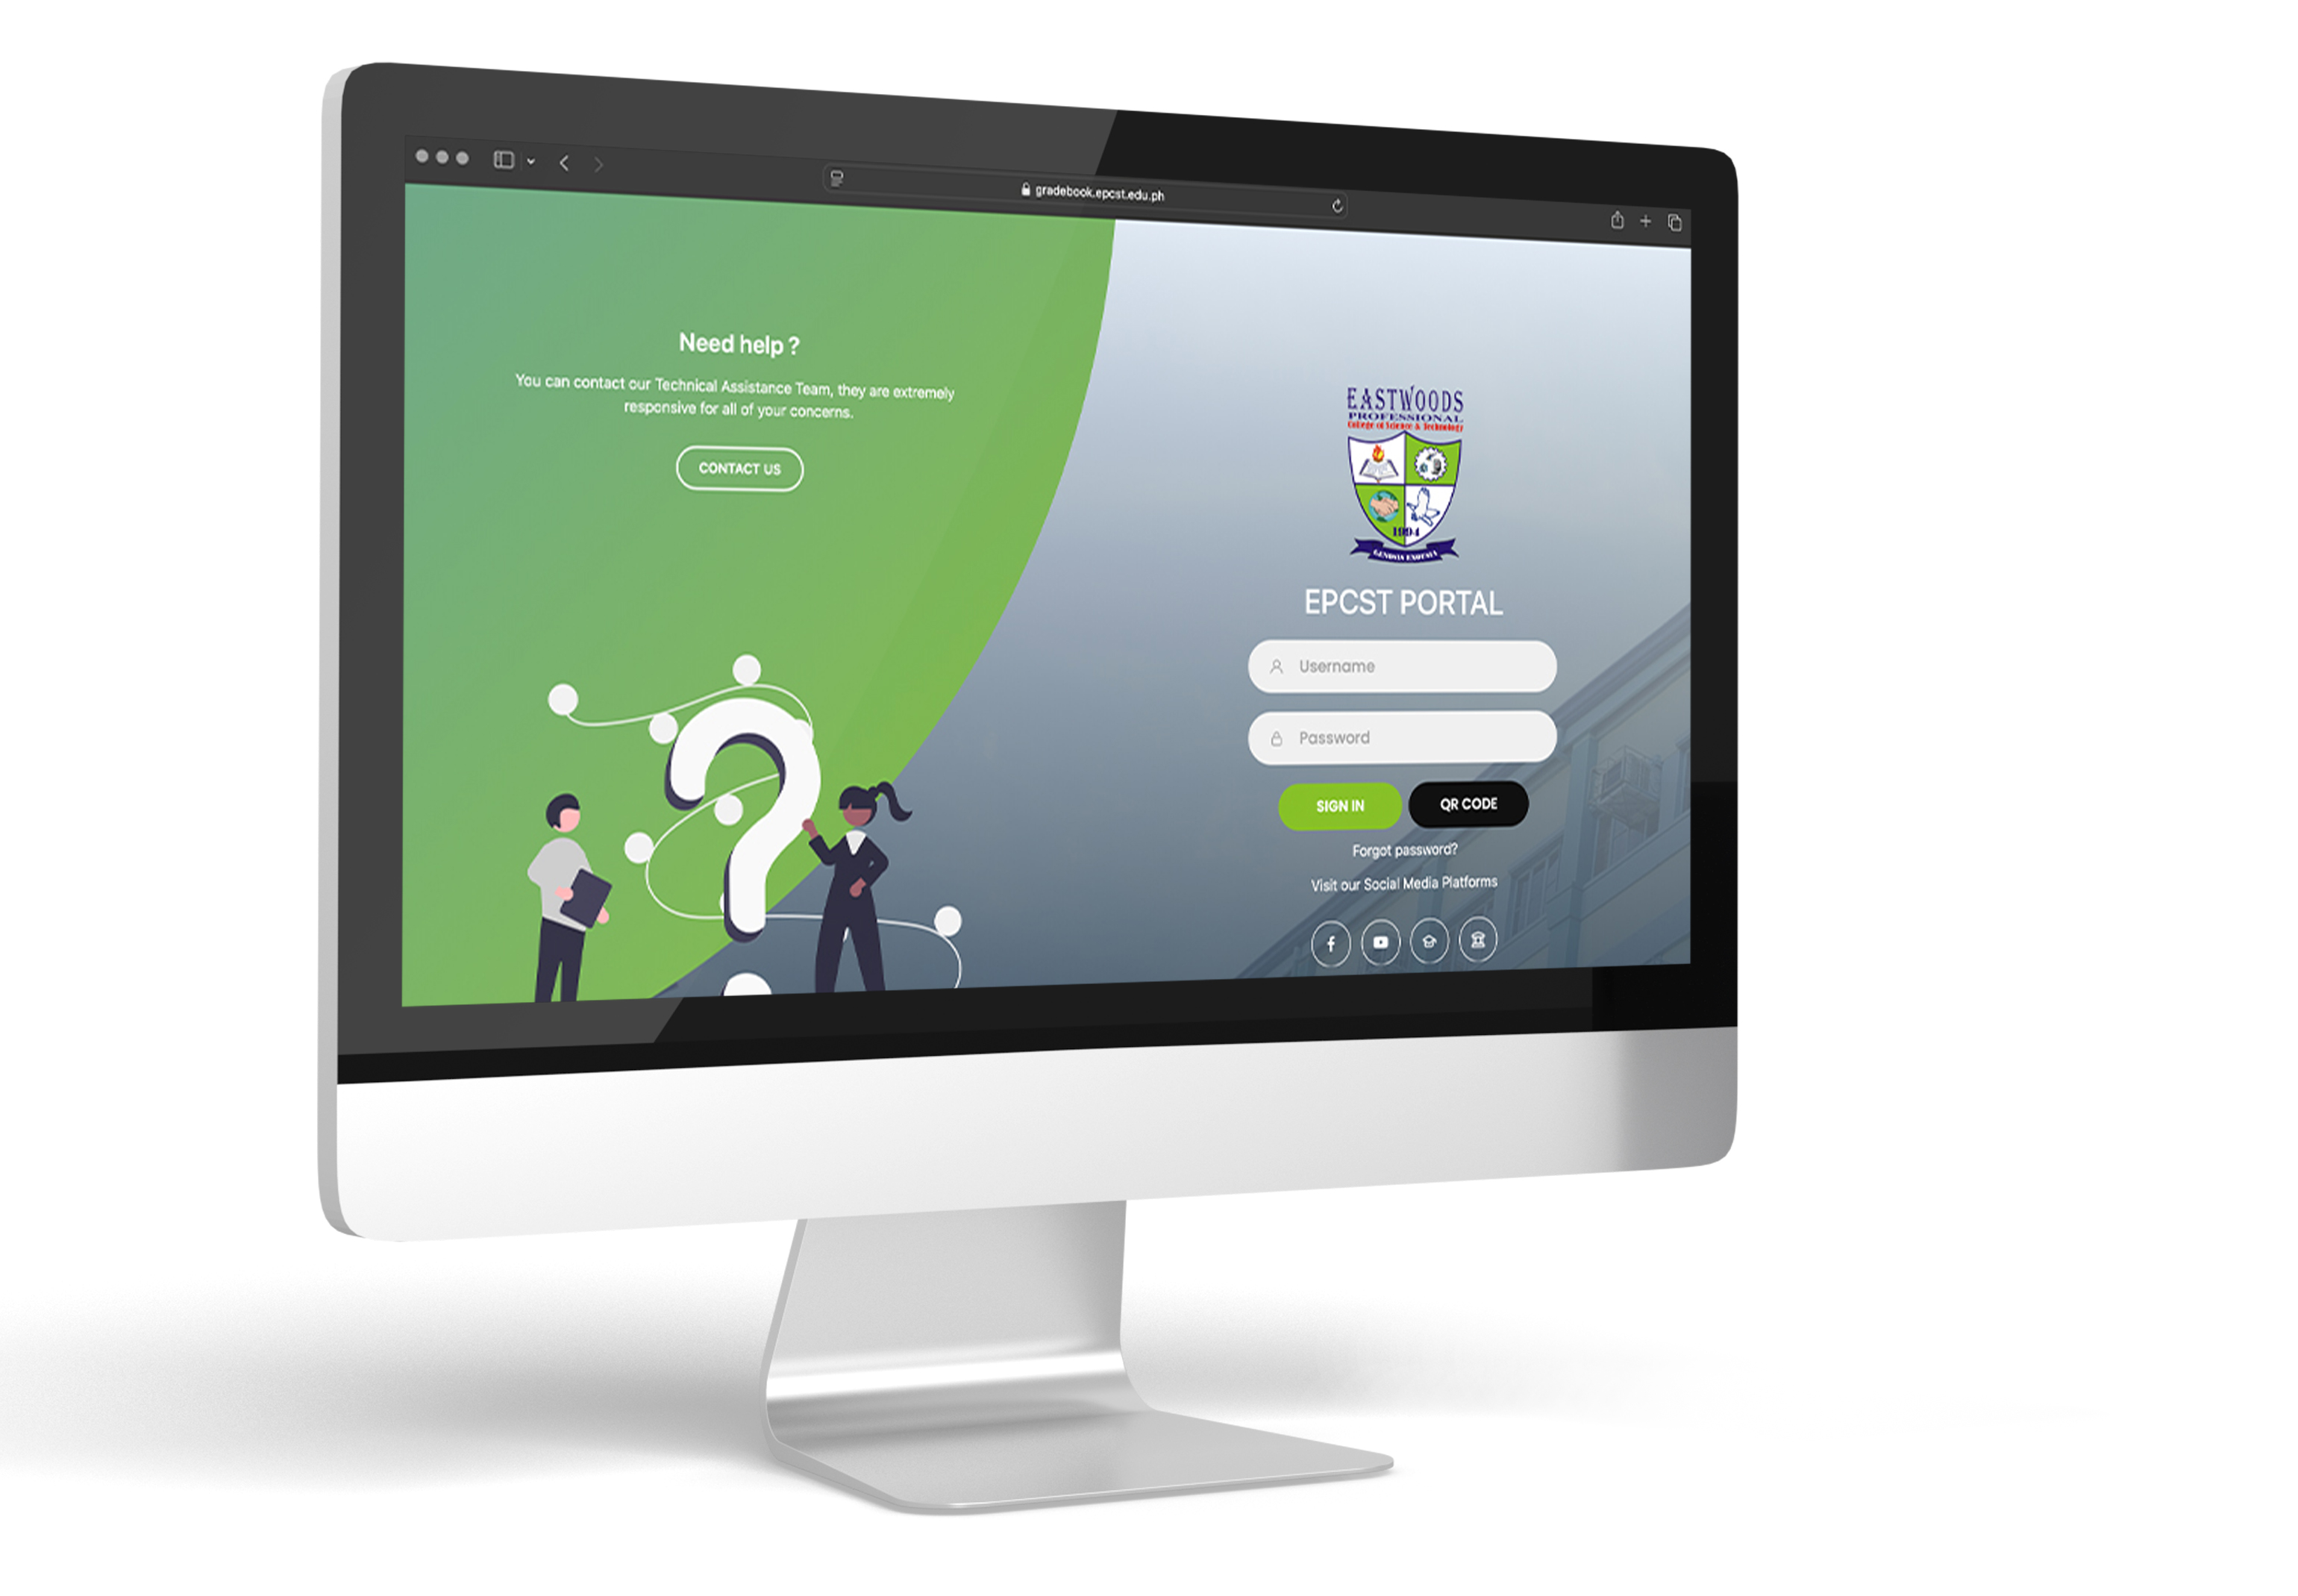 gradebook.epcst.edu.ph
Need help ?
You can contact our Technical Assistance Team, they are extremely
responsive for all of your concerns.
CONTACT US
EASTWOODS
PROFESSIONAL
College of Science & Technology
1994
EPCST PORTAL
Username
Password
SIGN IN
QR CODE
Forgot password?
Visit our Social Media Platforms